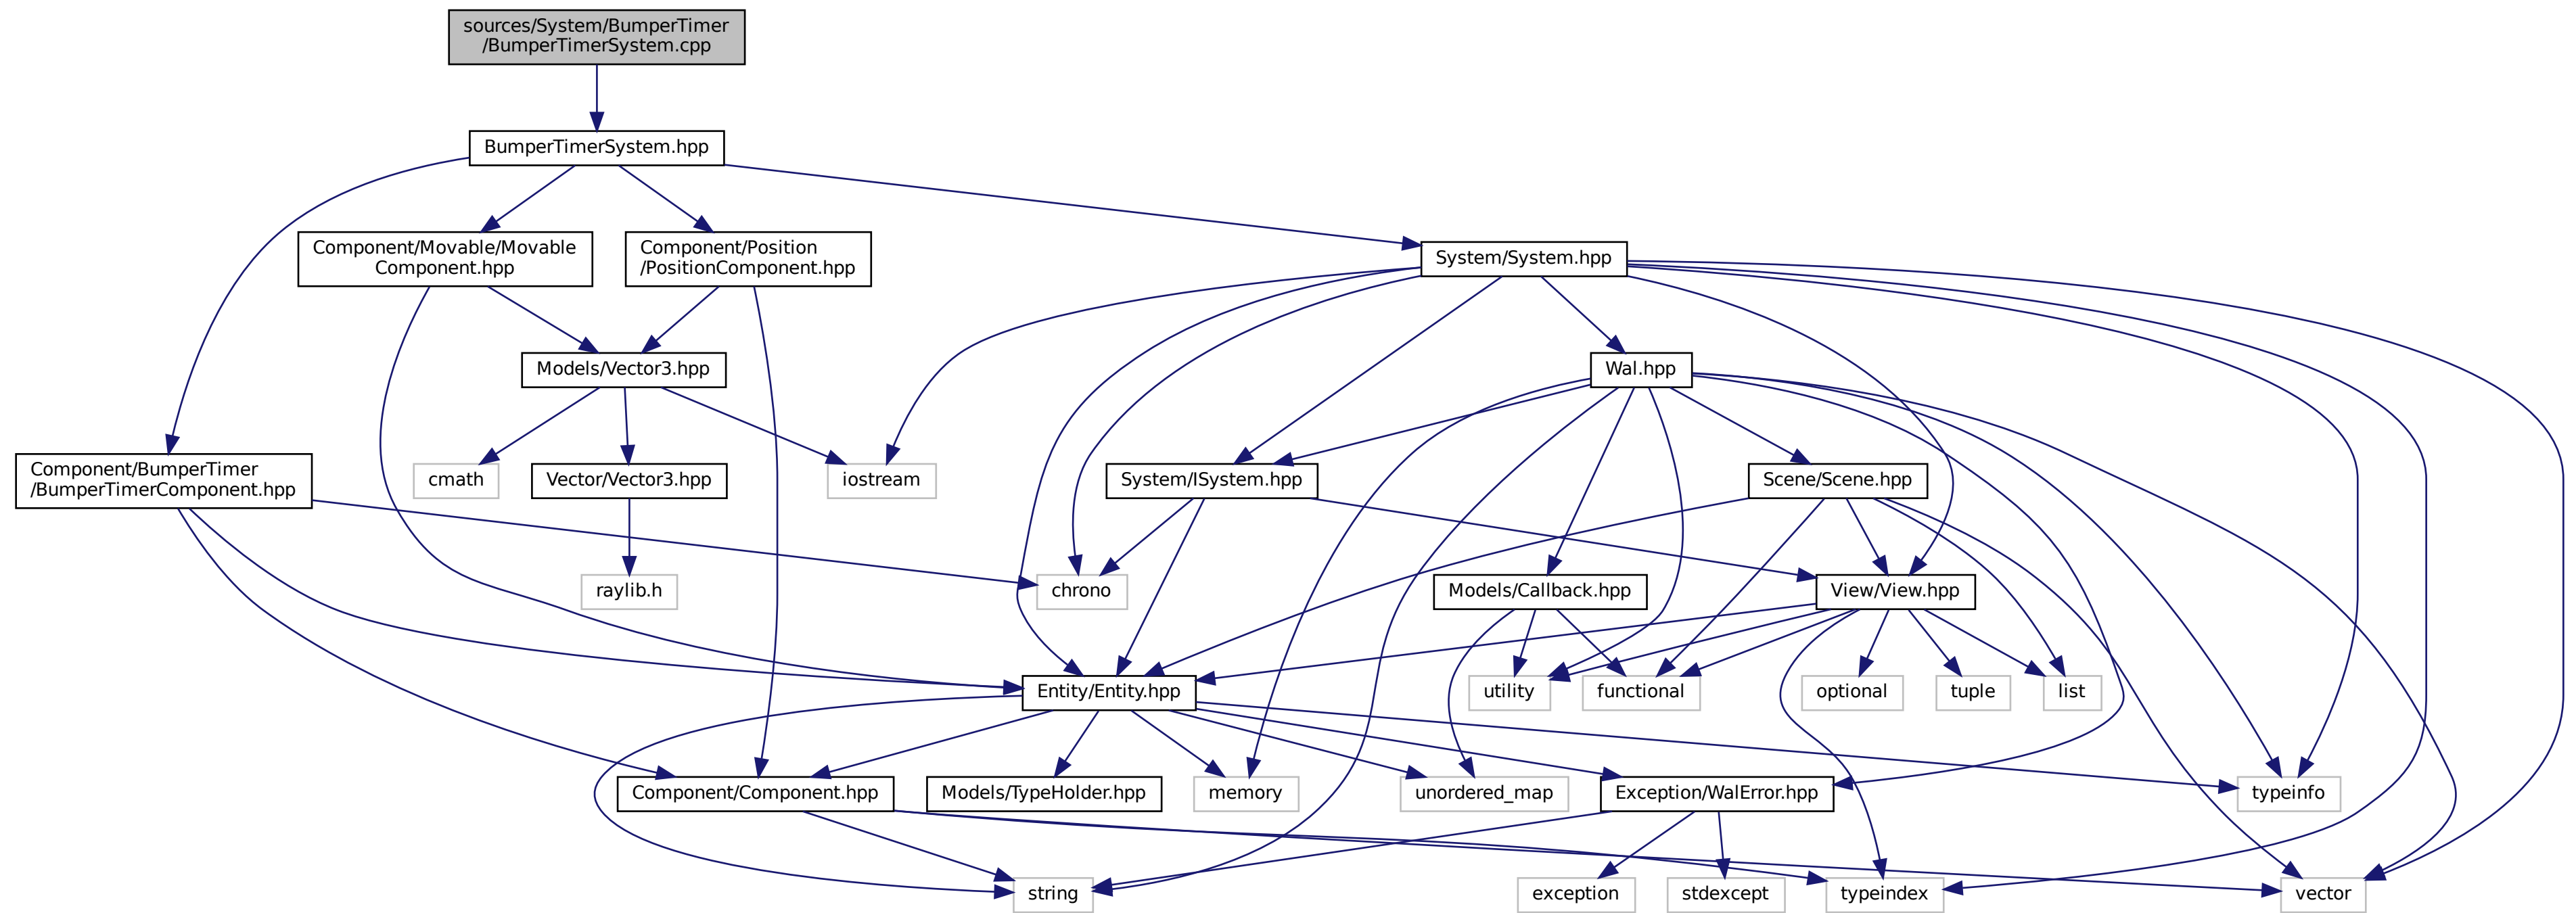 sources/System/BumperTimer
/BumperTimerSystem.cpp
BumperTimerSystem.hpp
Component/Movable/Movable
Component.hpp
Component/Position
/PositionComponent.hpp
System/System.hpp
Models/Vector3.hpp
Wal.hpp
Component/BumperTimer
/BumperTimerComponent.hpp
cmath
Vector/Vector3.hpp
iostream
System/ISystem.hpp
Scene/Scene.hpp
raylib.h
chrono
Models/Callback.hpp
View/View.hpp
Entity/Entity.hpp
utility
functional
optional
tuple
list
Component/Component.hpp
Models/TypeHolder.hpp
memory
unordered_map
Exception/WalError.hpp
typeinfo
string
exception
stdexcept
typeindex
vector